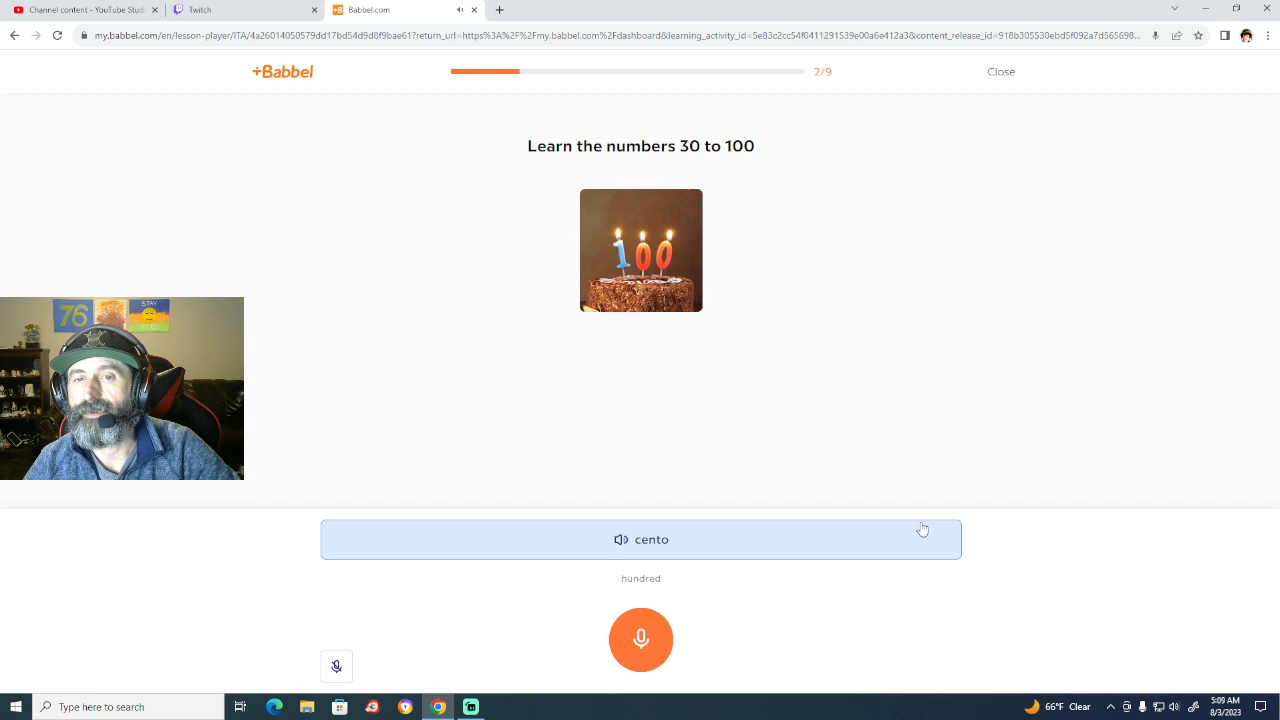 Channel content - YouTube Studi
Twitch
Babbel.com
my.babbel.com/en/lesson-player/ITA/4a26014050579dd17bd54d9d8f9bae61?return_url=https%3A%2F%2Fmy.babbel.com%2Fdashboard&learning_activity_id=5e83c2cc54f0411291539e00a6e412a3&content_release_id=918b305530ebd5f092a7d565698...
+Babbel
2/9
Close
Learn the numbers 30 to 100
100
76
STAY
cento
hundred
Type here to search
66°F Clear
5:09 AM
8/3/2023